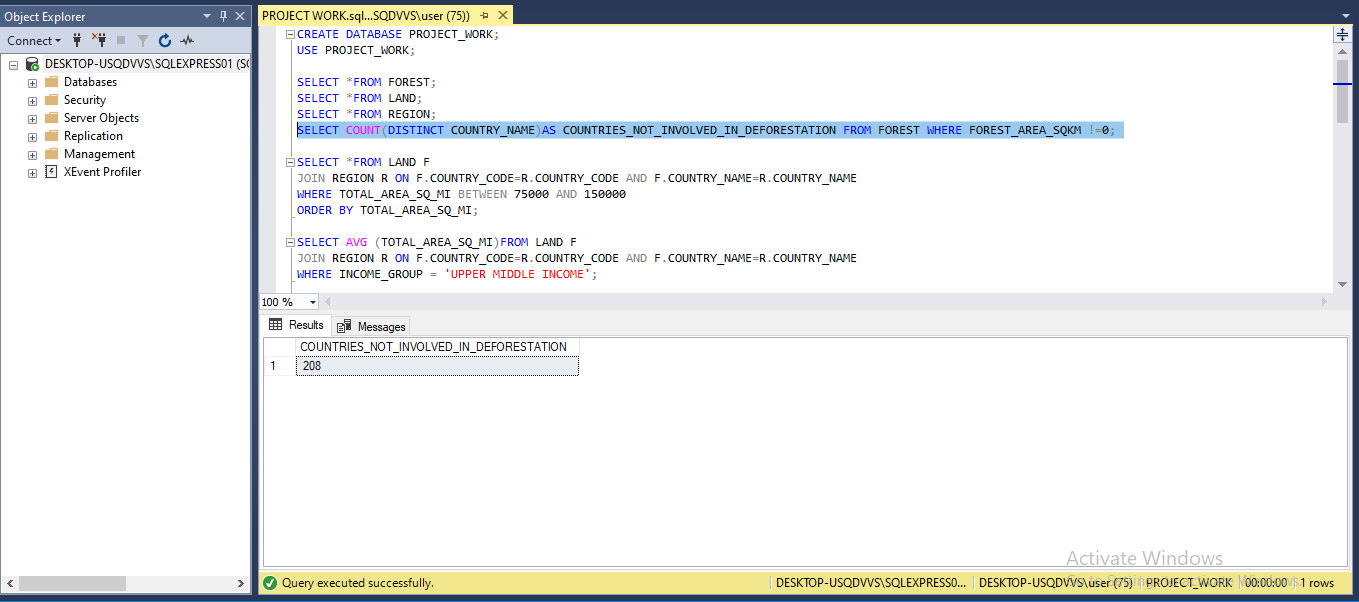 Object Explorer
Connect
DESKTOP-USQDVVS\SQLEXPRESS01 (SQ
Databases
Security
Server Objects
Replication
Management
XEvent Profiler
PROJECT WORK.sql...SQDVVS\user (75))
CREATE DATABASE PROJECT_WORK;
USE PROJECT_WORK;
SELECT *FROM FOREST;
SELECT *FROM LAND;
SELECT *FROM REGION;
SELECT COUNT(DISTINCT COUNTRY_NAME)AS COUNTRIES_NOT_INVOLVED_IN_DEFORESTATION FROM FOREST WHERE FOREST_AREA_SQKM !=0;
SELECT *FROM LAND F
JOIN REGION R ON F.COUNTRY_CODE=R.COUNTRY_CODE AND F.COUNTRY_NAME=R.COUNTRY_NAME
WHERE TOTAL_AREA_SQ_MI BETWEEN 75000 AND 150000
ORDER BY TOTAL_AREA_SQ_MI;
SELECT AVG (TOTAL_AREA_SQ_MI)FROM LAND F
JOIN REGION R ON F.COUNTRY_CODE=R.COUNTRY_CODE AND F.COUNTRY_NAME=R.COUNTRY_NAME
WHERE INCOME_GROUP = 'UPPER MIDDLE INCOME';
100 %
Results Messages
COUNTRIES_NOT_INVOLVED_IN_DEFORESTATION
1 208
Activate Windows
Query executed successfully. DESKTOP-USQDVVS\SQLEXPRESS0... DESKTOP-USQDVVS\user (75) PROJECT_WORK 00:00:00 1 rows